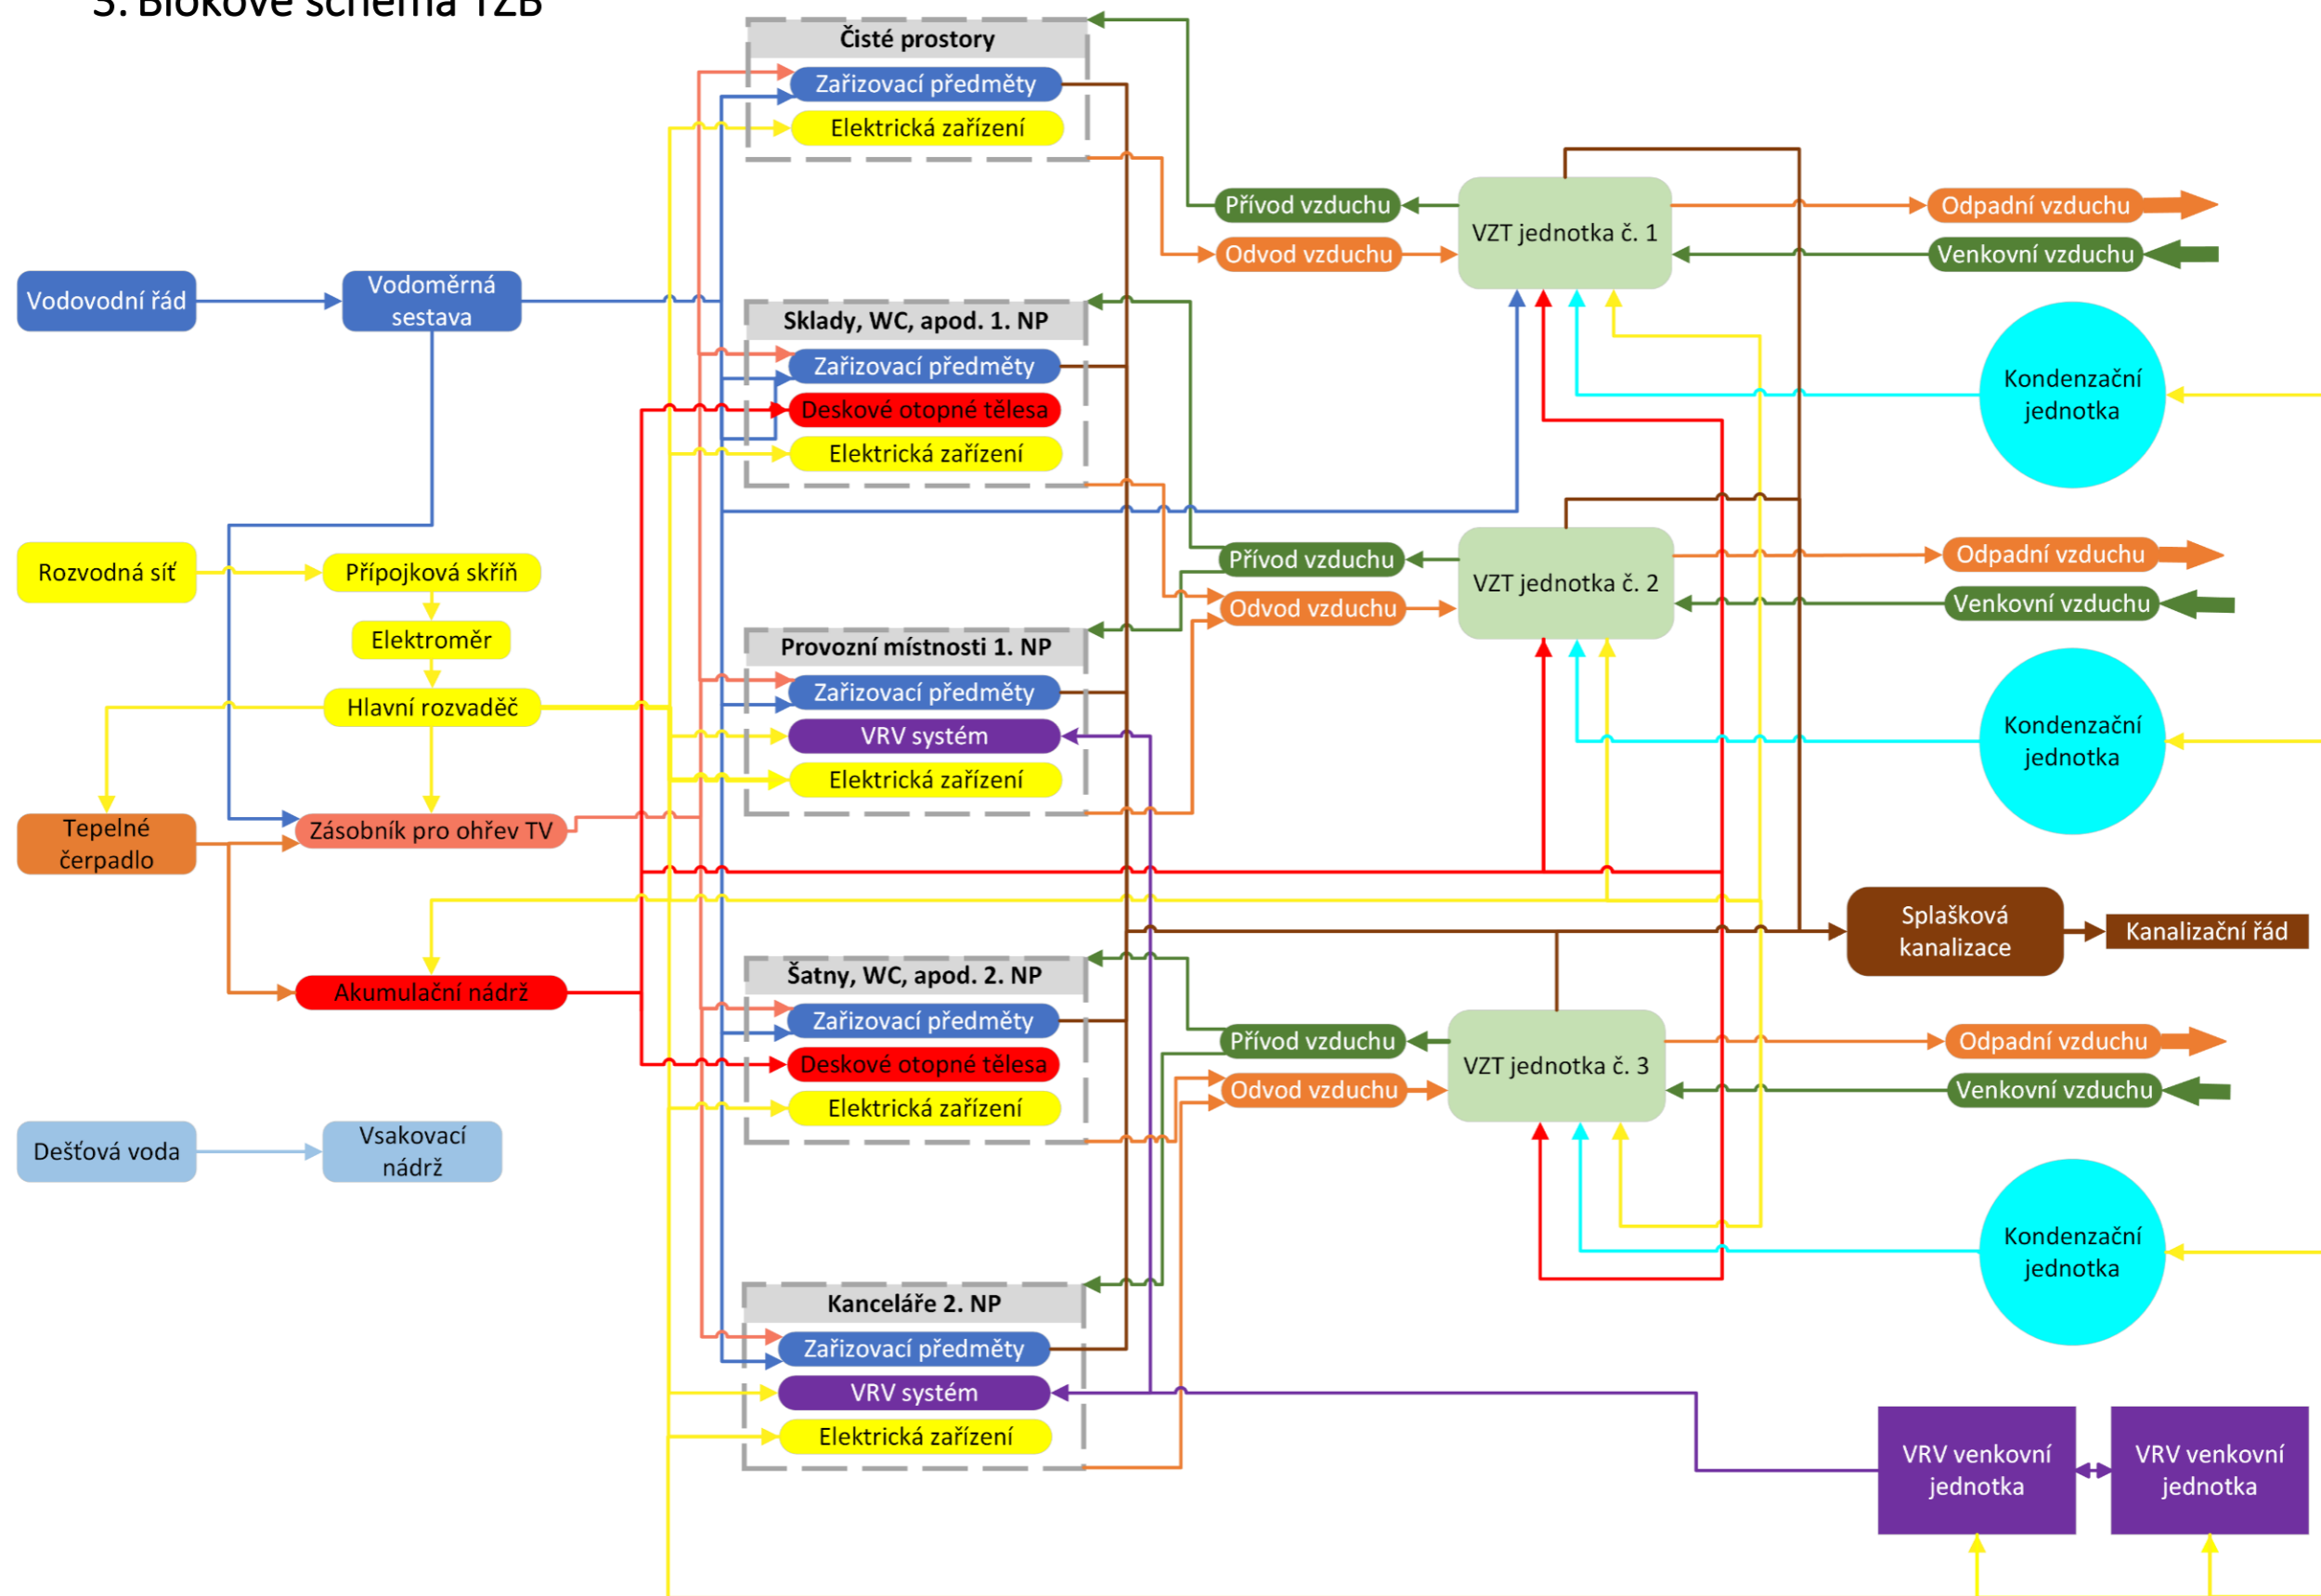 3. Blokové schéma TZB
Čisté prostory
Zařizovací předměty
Elektrická zařízení
Přívod vzduchu
Odvod vzduchu
VZT jednotka č. 1
Odpadní vzduchu
Venkovní vzduchu
Vodovodní řád
Vodoměrná
sestava
Sklady, WC, apod. 1. NP
Zařizovací předměty
Deskové otopné tělesa
Elektrická zařízení
Kondenzační
jednotka
Rozvodná síť
Přípojková skříň
Elektroměr
Hlavní rozvaděč
Přívod vzduchu
Odvod vzduchu
VZT jednotka č. 2
Odpadní vzduchu
Venkovní vzduchu
Provozní místnosti 1. NP
Zařizovací předměty
VRV systém
Elektrická zařízení
Kondenzační
jednotka
Tepelné
čerpadlo
Zásobník pro ohřev TV
Akumulační nádrž
Splašková
kanalizace
Kanalizační řád
Šatny, WC, apod. 2. NP
Zařizovací předměty
Deskové otopné tělesa
Elektrická zařízení
Přívod vzduchu
Odvod vzduchu
VZT jednotka č. 3
Odpadní vzduchu
Venkovní vzduchu
Dešťová voda
Vsakovací
nádrž
Kondenzační
jednotka
Kanceláře 2. NP
Zařizovací předměty
VRV systém
Elektrická zařízení
VRV venkovní
jednotka
VRV venkovní
jednotka